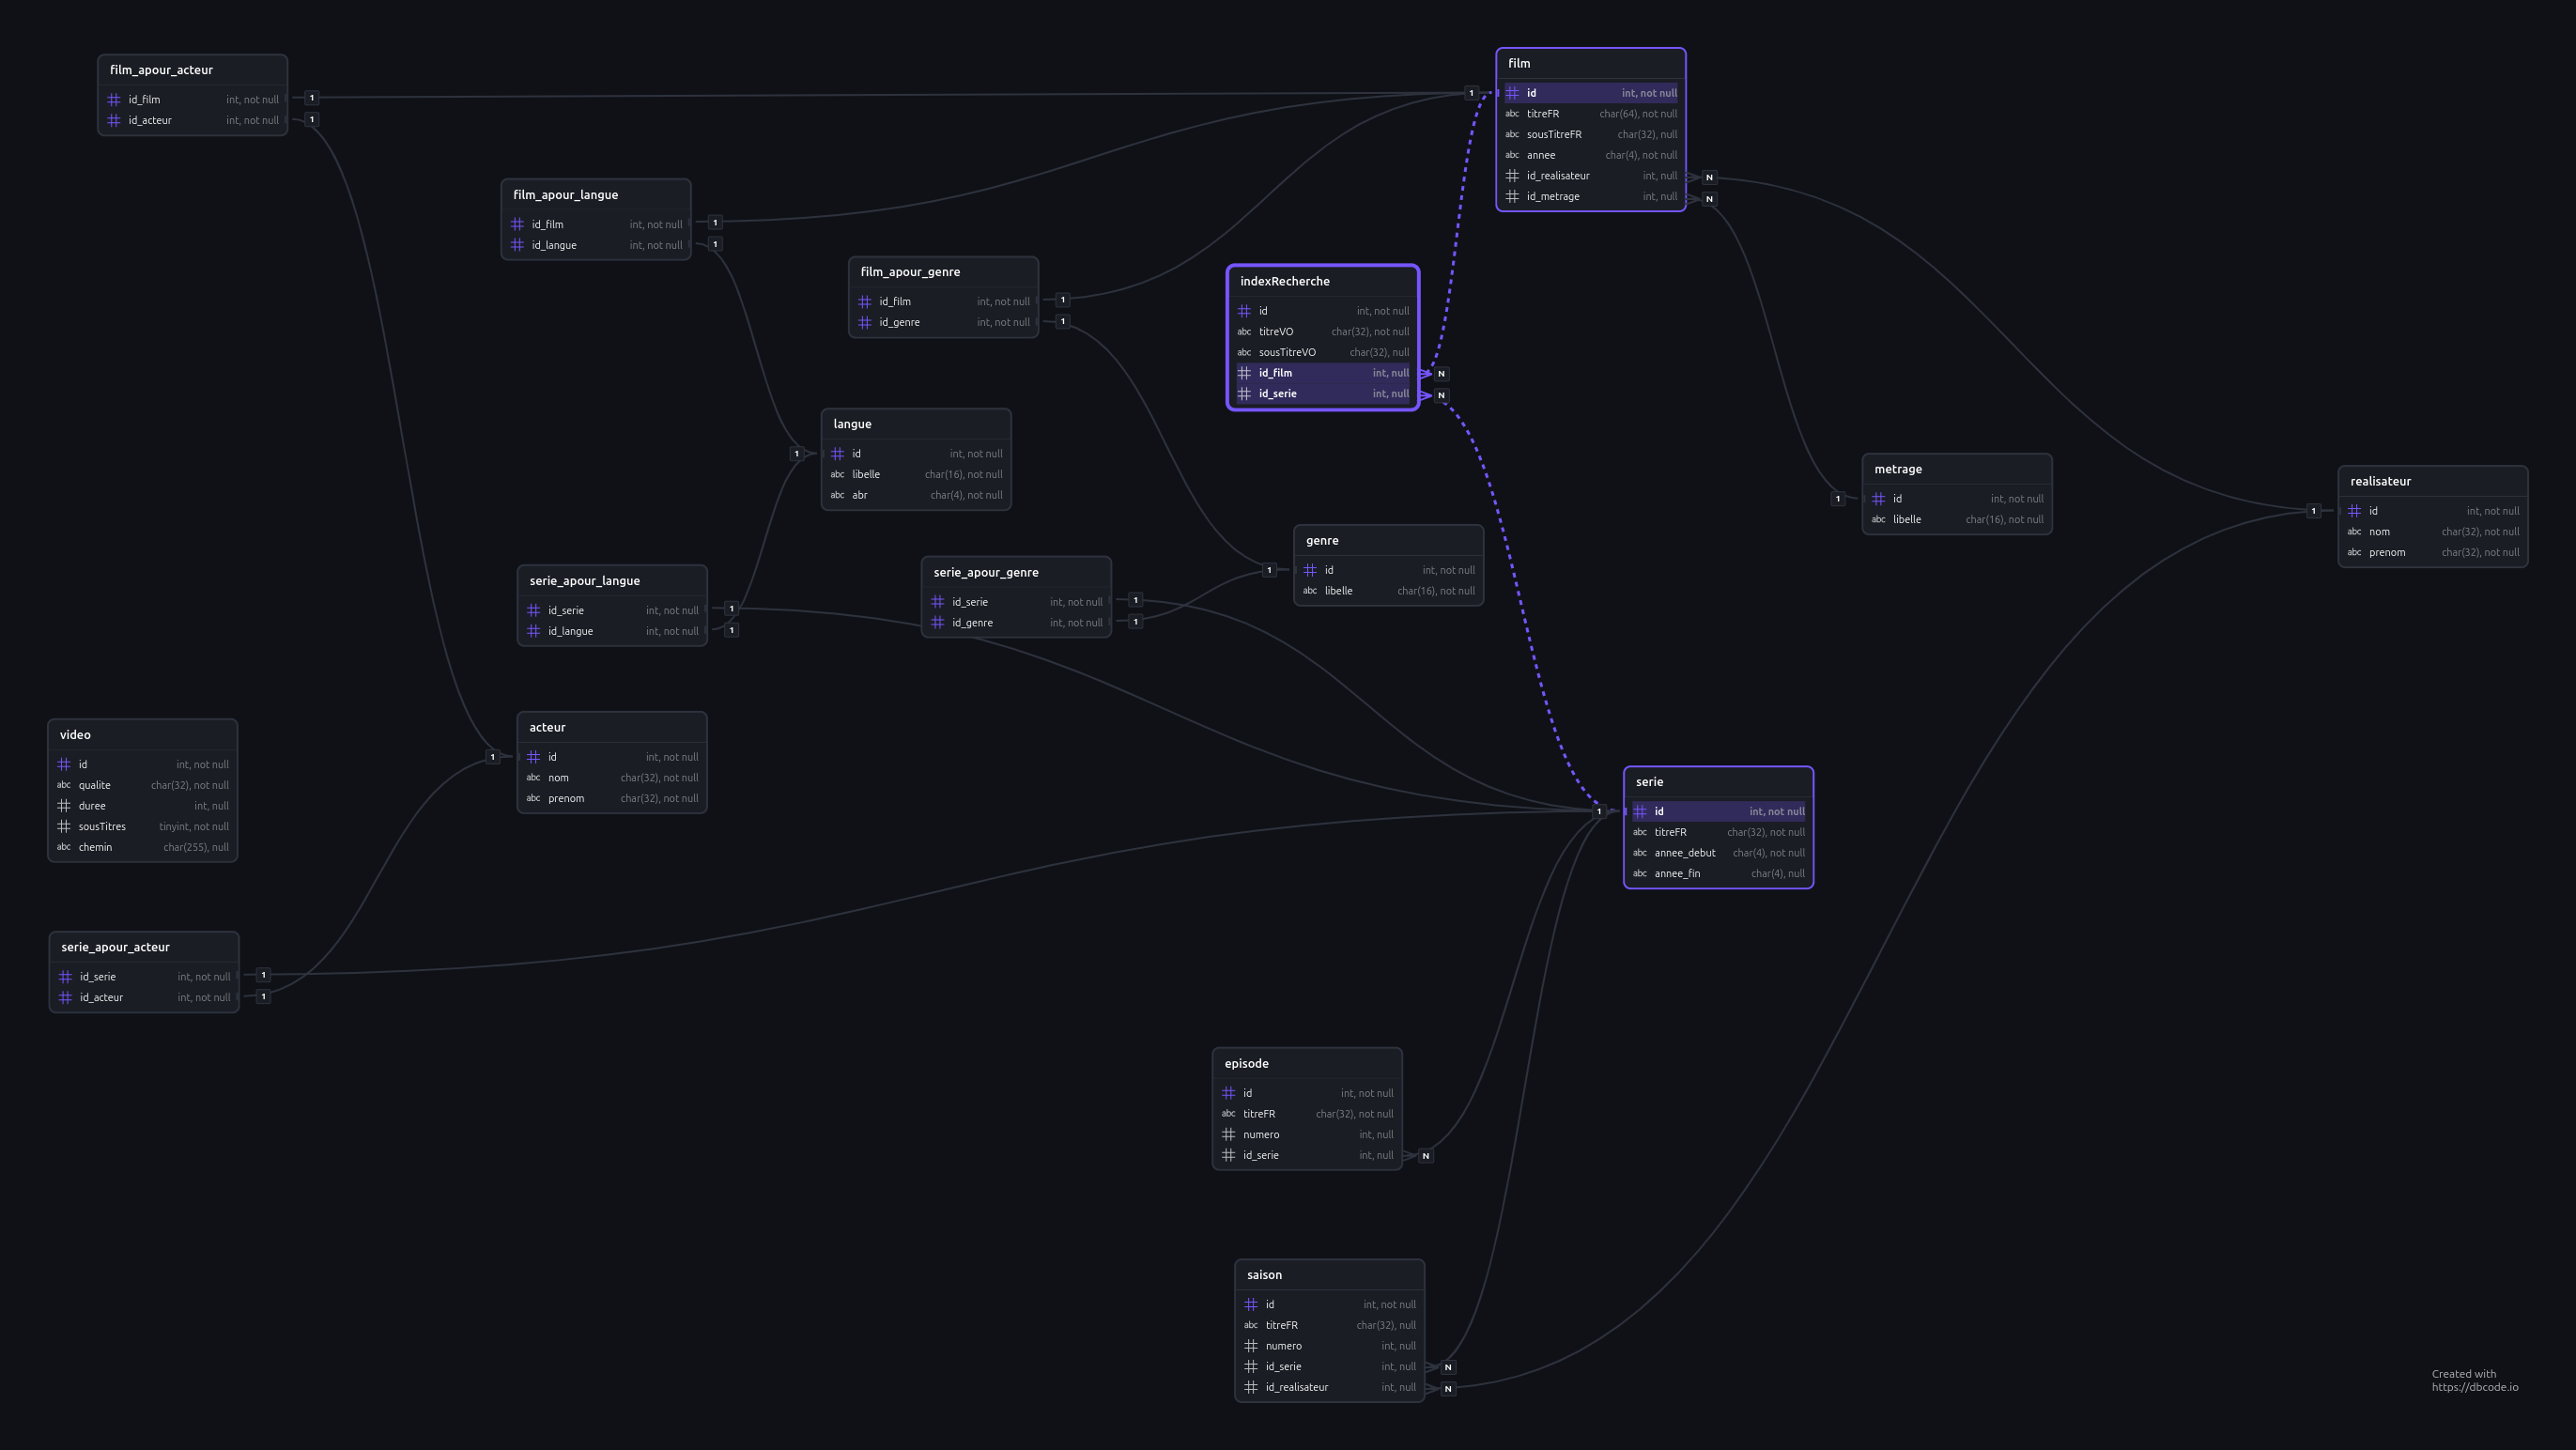 film_apour_acteur
id_film int, not null 1
id_acteur int, not null 1
film
1 id int, not null
abc titreFR char(64), not null
abc sousTitreFR char(32), null
abc annee char(4), not null
id_realisateur int, null N
id_metrage int, null N
film_apour_langue
id_film int, not null 1
id_langue int, not null 1
film_apour_genre
id_film int, not null 1
id_genre int, not null 1
indexRecherche
id int, not null
abc titreVO char(32), not null
abc sousTitreVO char(32), null
id_film int, null N
id_serie int, null N
langue
1 id int, not null
abc libelle char(16), not null
abc abr char(4), not null
metrage
1 id int, not null
abc libelle char(16), not null
realisateur
1 id int, not null
abc nom char(32), not null
abc prenom char(32), not null
genre
1 id int, not null
abc libelle char(16), not null
serie_apour_langue
id_serie int, not null 1
id_langue int, not null 1
serie_apour_genre
id_serie int, not null 1
id_genre int, not null 1
video
id int, not null
abc qualite char(32), not null
duree int, null
sousTitres tinyint, not null
abc chemin char(255), null
acteur
1 id int, not null
abc nom char(32), not null
abc prenom char(32), not null
serie
1 id int, not null
abc titreFR char(32), not null
abc annee_debut char(4), not null
abc annee_fin char(4), null
serie_apour_acteur
id_serie int, not null 1
id_acteur int, not null 1
episode
id int, not null
abc titreFR char(32), not null
numero int, null
id_serie int, null N
saison
id int, not null
abc titreFR char(32), null
numero int, null
id_serie int, null N
id_realisateur int, null N
Created with
https://dbcode.io